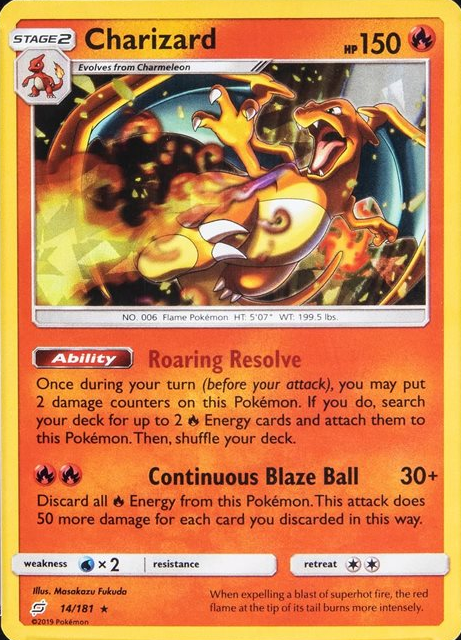 STAGE2
Charizard
HP 150
Evolves from Charmeleon
NO. 006 Flame Pokémon HT: 5'07" WT: 199.5 lbs.
Ability Roaring Resolve
Once during your turn (before your attack), you may put
2 damage counters on this Pokémon. If you do, search
your deck for up to 2 Energy cards and attach them to
this Pokémon. Then, shuffle your deck.
Continuous Blaze Ball 30+
Discard all Energy from this Pokémon. This attack does
50 more damage for each card you discarded in this way.
weakness ×2 resistance retreat
Illus. Masakazu Fukuda
14/181 ★
©2019 Pokémon
When expelling a blast of superhot fire, the red
flame at the tip of its tail burns more intensely.